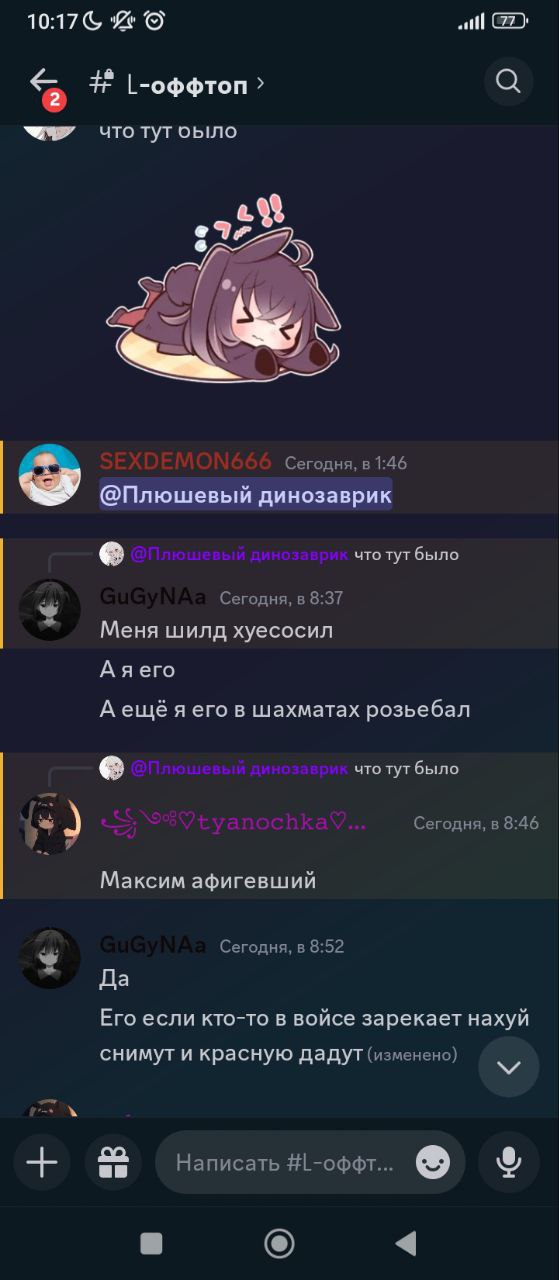 10:17
77
2
L-оффтоп
что тут было
SEXDEMON666 Сегодня, в 1:46
@Плюшевый динозаврик
@Плюшевый динозаврик что тут было
GuGyNAa Сегодня, в 8:37
Меня шилд хуесосил
А я его
А ещё я его в шахматах розьебал
@Плюшевый динозаврик что тут было
♡tyanochka♡... Сегодня, в 8:46
Максим афигевший
GuGyNAa Сегодня, в 8:52
Да
Его если кто-то в войсе зарекает нахуй
снимут и красную дадут (изменено)
Написать #L-оффт...